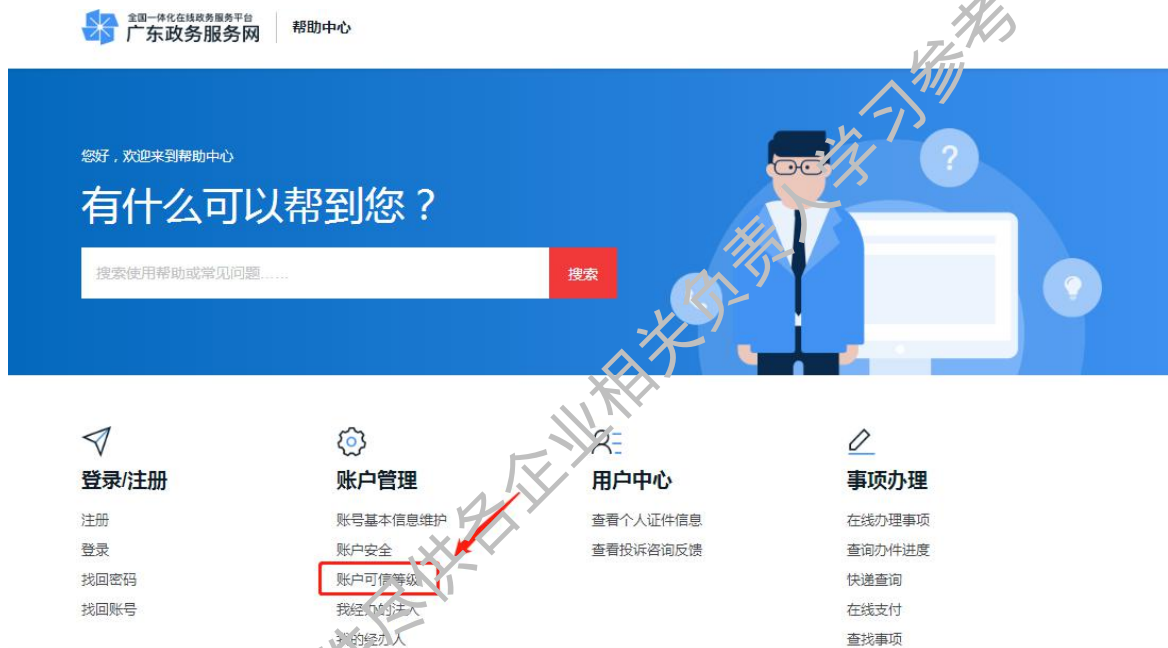 全国一体化在线政务服务平台
广东政务服务网
帮助中心
您好，欢迎来到帮助中心
有什么可以帮到您？
搜索使用帮助或常见问题……
搜索
登录/注册
注册
登录
找回密码
找回账号
账户管理
账号基本信息维护
账户安全
账户可信等级
我经办的法人
我的经办人
用户中心
查看个人证件信息
查看投诉咨询反馈
事项办理
在线办理事项
查询办件进度
快递查询
在线支付
查找事项
供各企业相关负责人学习参考